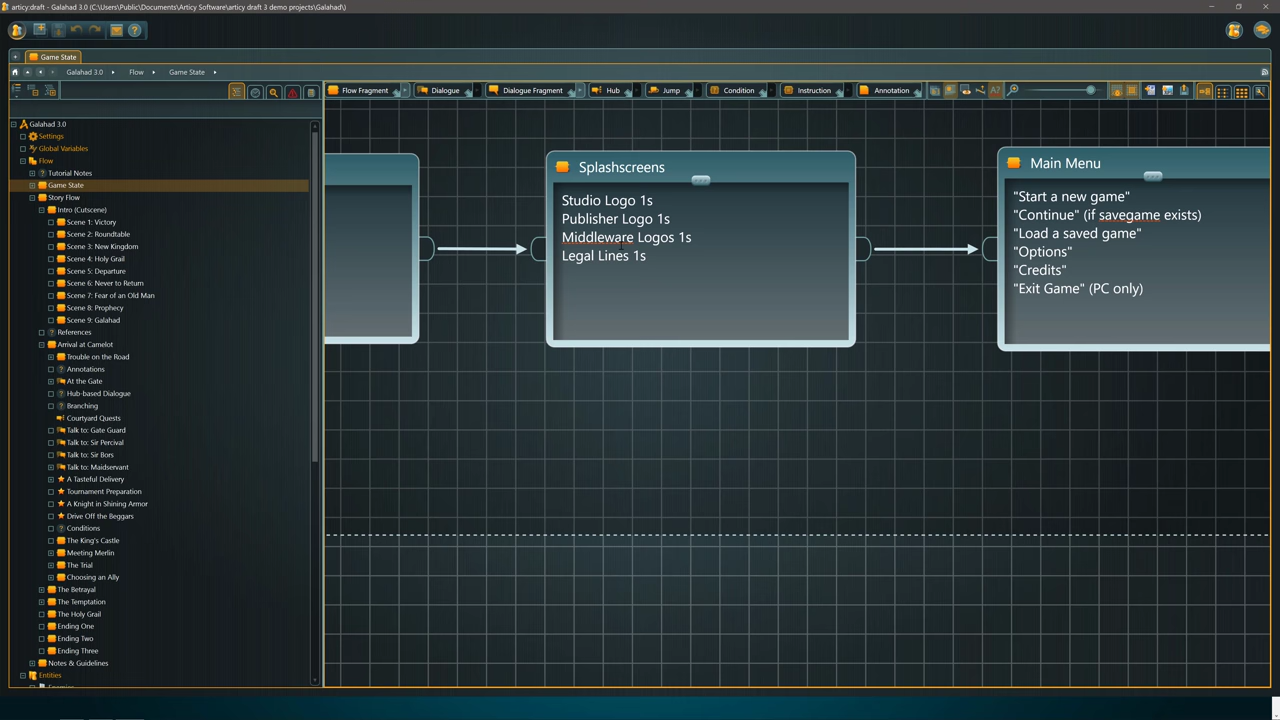 articy:draft - Galahad 3.0 (C:\Users\Public\Documents\Articy Software\articy draft 3 demo projects\Galahad\)
Game State
Galahad 3.0 Flow Game State
Flow Fragment Dialogue Dialogue Fragment Hub Jump Condition Instruction Annotation
Galahad 3.0
Settings
Global Variables
Flow
Tutorial Notes
Game State
Story Flow
Intro (Cutscene)
Scene 1: Victory
Scene 2: Roundtable
Scene 3: New Kingdom
Scene 4: Holy Grail
Scene 5: Departure
Scene 6: Never to Return
Scene 7: Fear of an Old Man
Scene 8: Prophecy
Scene 9: Galahad
References
Arrival at Camelot
Trouble on the Road
Annotations
At the Gate
Hub-based Dialogue
Branching
Courtyard Quests
Talk to: Gate Guard
Talk to: Sir Percival
Talk to: Sir Bors
Talk to: Maidservant
A Tasteful Delivery
Tournament Preparation
A Knight in Shining Armor
Drive Off the Beggars
Conditions
The King's Castle
Meeting Merlin
The Trial
Choosing an Ally
The Betrayal
The Temptation
The Holy Grail
Ending One
Ending Two
Ending Three
Notes & Guidelines
Entities
Splashscreens
Studio Logo 1s
Publisher Logo 1s
Middleware Logos 1s
Legal Lines 1s
Main Menu
"Start a new game"
"Continue" (if savegame exists)
"Load a saved game"
"Options"
"Credits"
"Exit Game" (PC only)